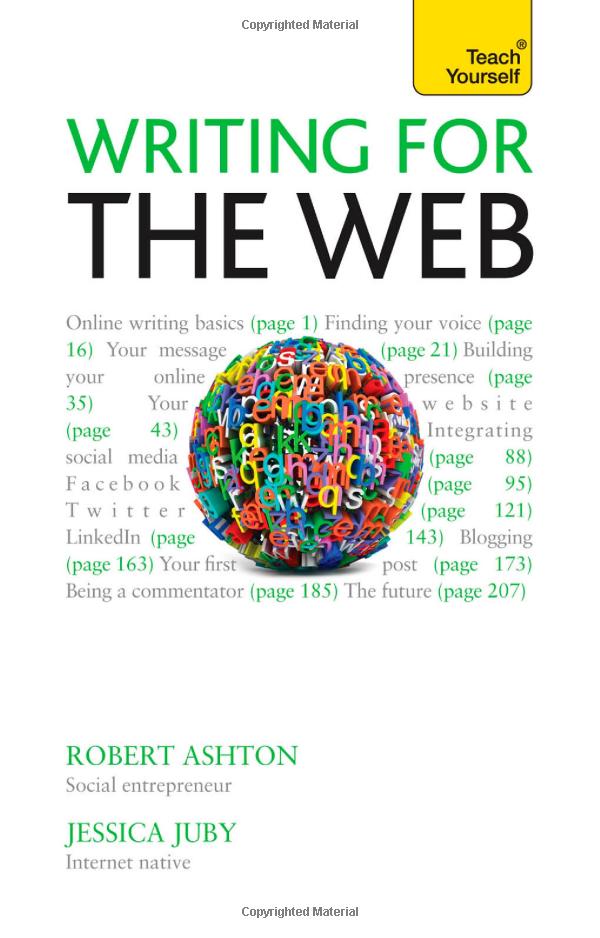 Copyrighted Material
Teach®
Yourself
WRITING FOR
THE WEB
Online writing basics (page 1) Finding your voice (page
16) Your message (page 21) Building
your online presence (page
35) Your website
(page 43) Integrating
social media (page 88)
Facebook (page 95)
Twitter (page 121)
LinkedIn (page 143) Blogging
(page 163) Your first post (page 173)
Being a commentator (page 185) The future (page 207)
ROBERT ASHTON
Social entrepreneur
JESSICA JUBY
Internet native
Copyrighted Material